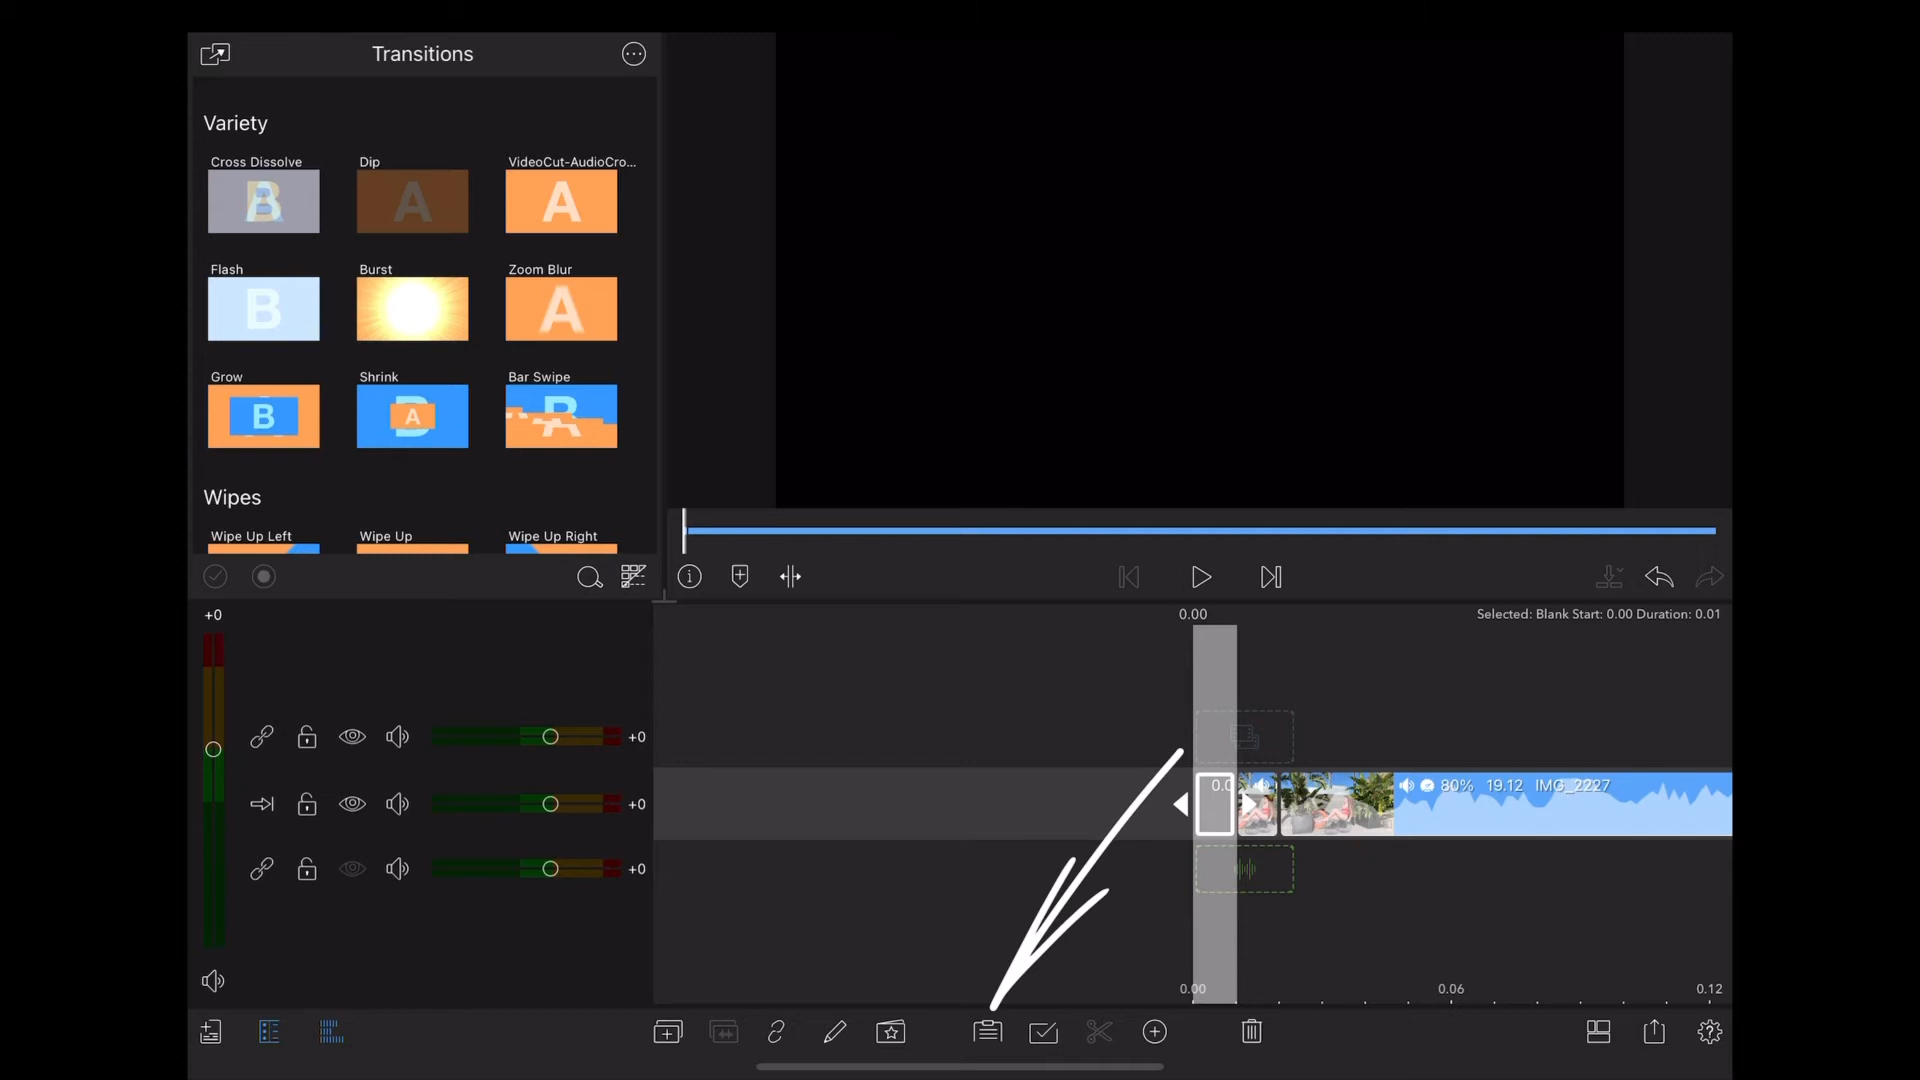 Transitions
Variety
Cross Dissolve Dip VideoCut-AudioCro...
B A A
Flash Burst Zoom Blur
B A
Grow Shrink Bar Swipe
B A
Wipes
Wipe Up Left Wipe Up Wipe Up Right
+0
0.00
Selected: Blank Start: 0.00 Duration: 0.01
+0
0.0
80% 19.12 IMG_2227
+0
+0
0.00 0.06 0.12